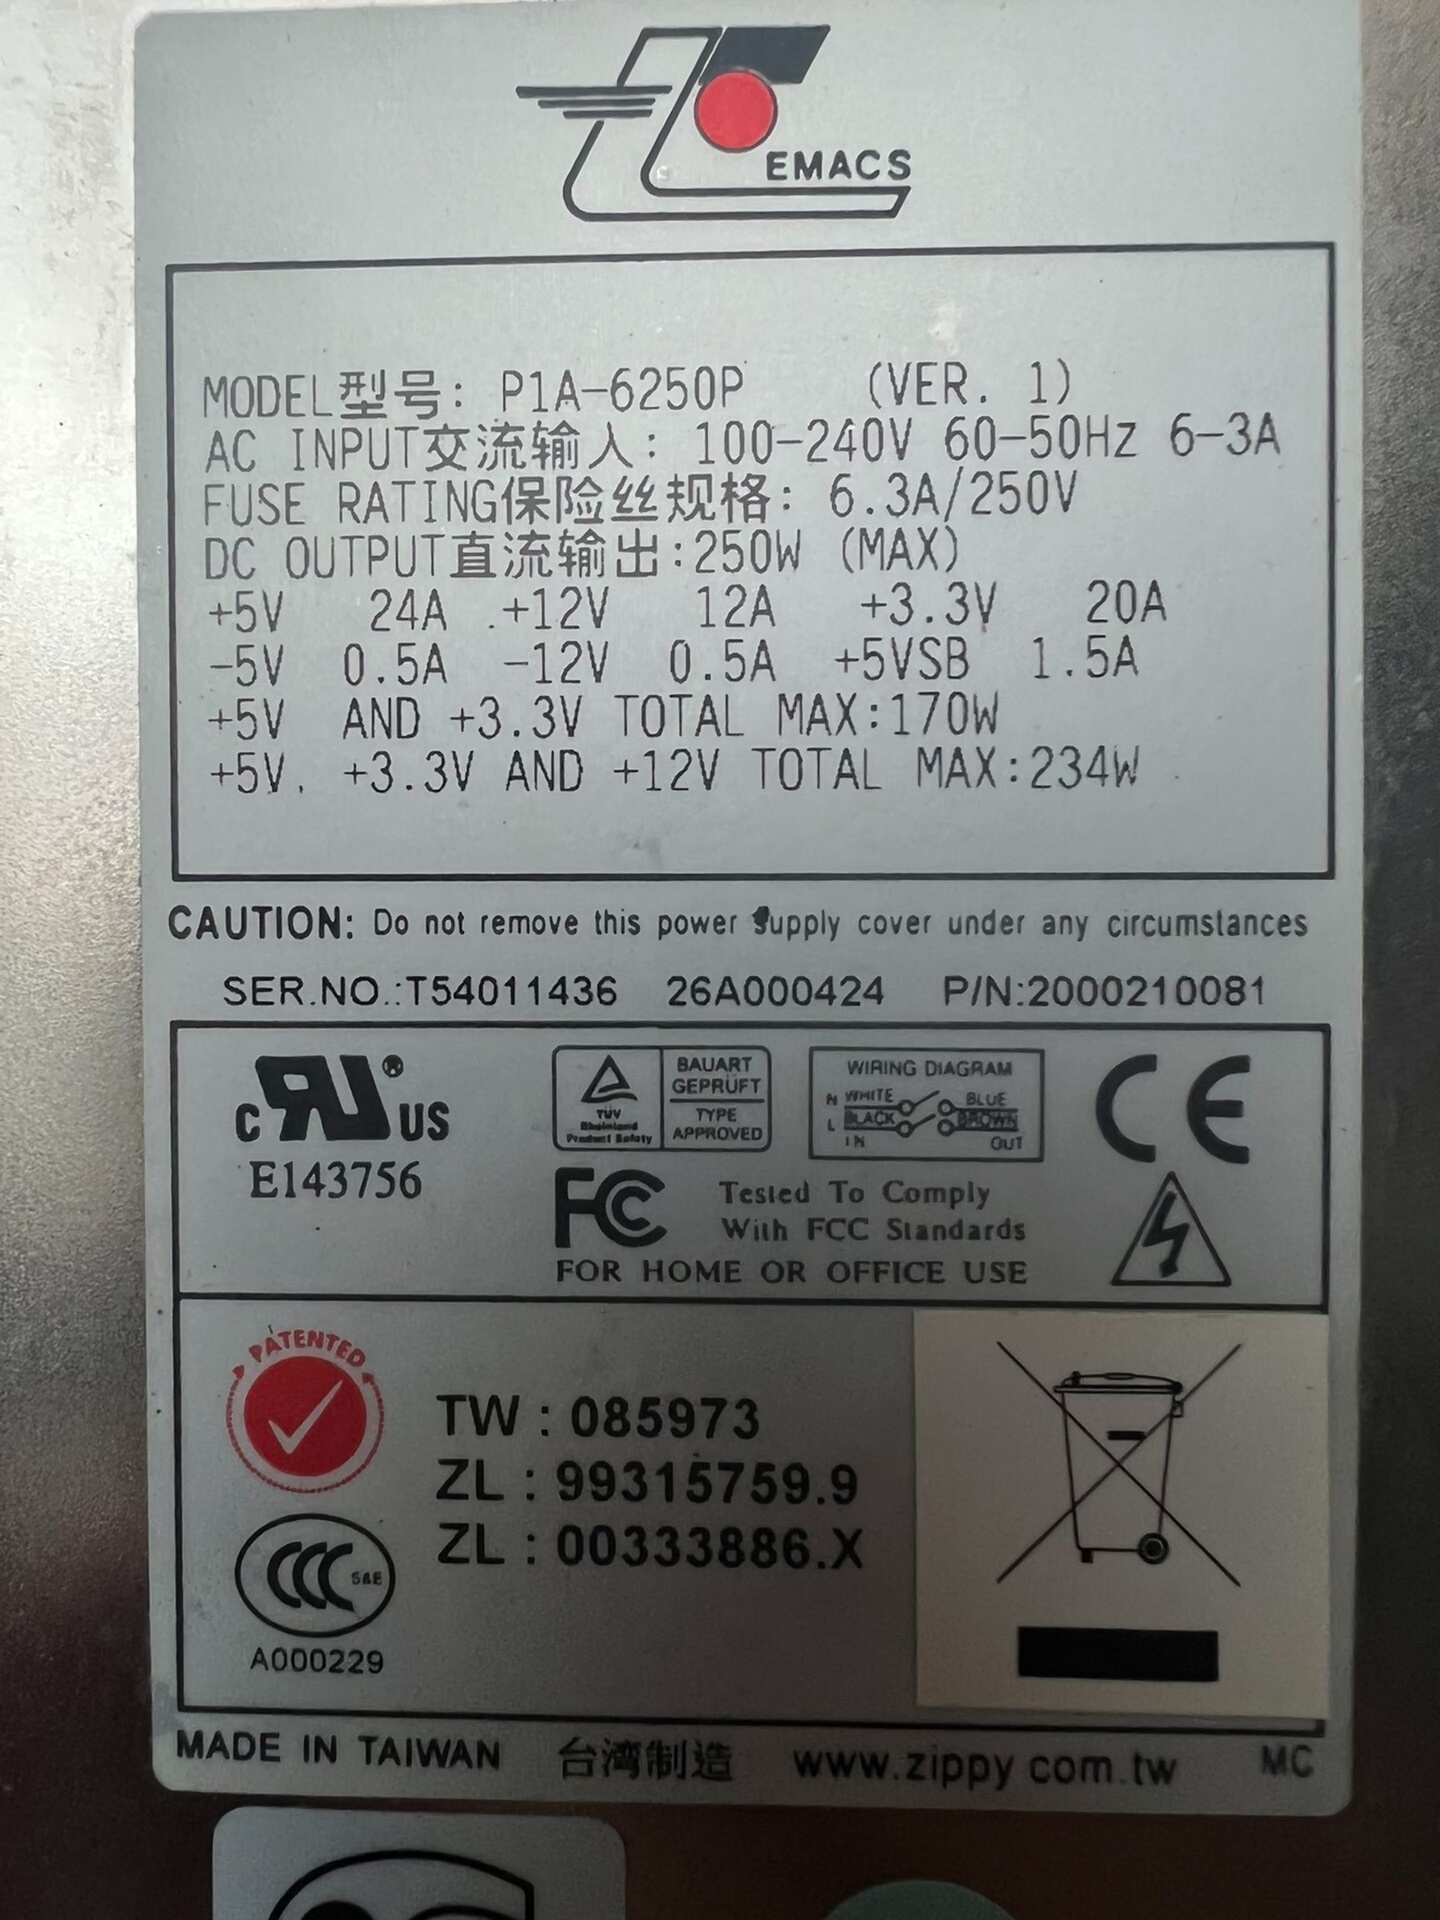 EMACS
MODEL型号: P1A-6250P (VER. 1)
AC INPUT交流输入: 100-240V 60-50Hz 6-3A
FUSE RATING保险丝规格: 6.3A/250V
DC OUTPUT直流输出:250W (MAX)
+5V 24A +12V 12A +3.3V 20A
-5V 0.5A -12V 0.5A +5VSB 1.5A
+5V AND +3.3V TOTAL MAX:170W
+5V, +3.3V AND +12V TOTAL MAX:234W
CAUTION: Do not remove this power supply cover under any circumstances
SER.NO.:T54011436 26A000424 P/N:2000210081
c RU® US
E143756
TÜV
Rheinland
Product Safety
BAUART
GEPRÜFT
TYPE
APPROVED
WIRING DIAGRAM
N WHITE BLUE
L BLACK BROWN
IN OUT
CE
FC Tested To Comply
With FCC Standards
FOR HOME OR OFFICE USE
PATENTED
TW : 085973
ZL : 99315759.9
ZL : 00333886.X
CCC S&E
A000229
MADE IN TAIWAN 台湾制造 www.zippy.com.tw MC